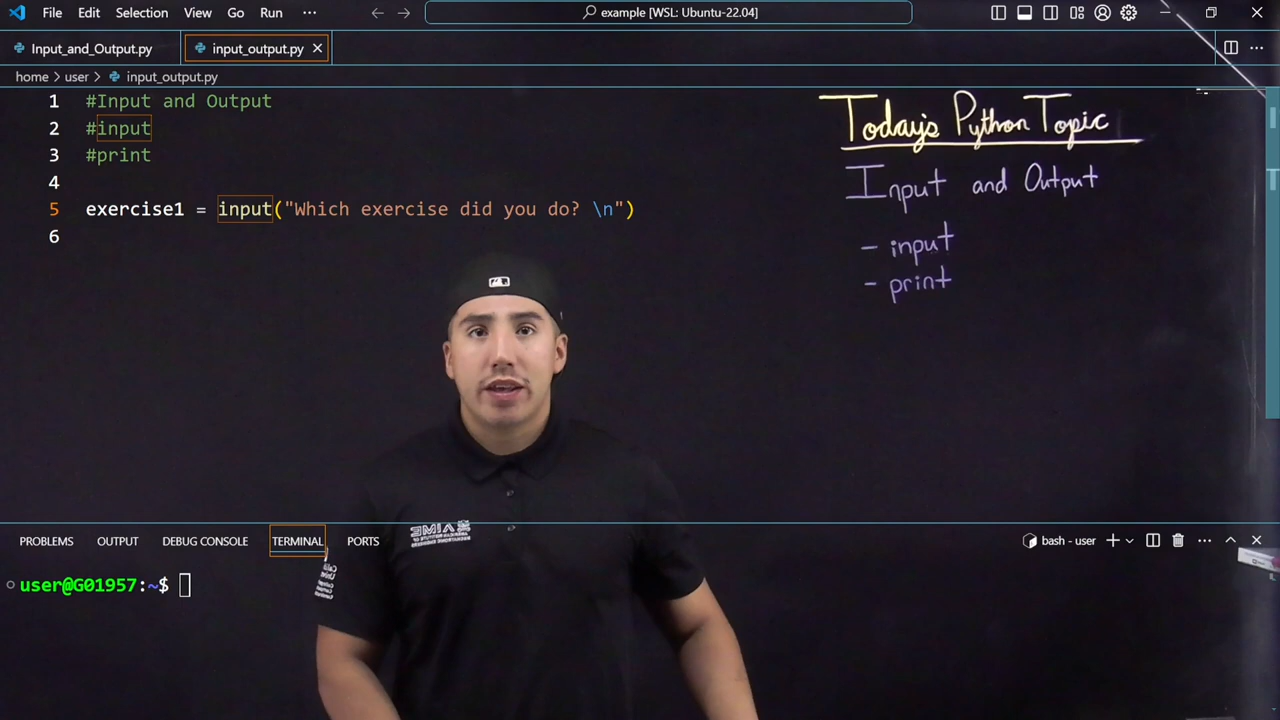 File Edit Selection View Go Run ··· example [WSL: Ubuntu-22.04]
Input_and_Output.py input_output.py
home > user > input_output.py
1 #Input and Output
2 #input
3 #print
4
5 exercise1 = input("Which exercise did you do? \n")
6
Today's Python Topic
Input and Output
- input
- print
AIME
PROBLEMS OUTPUT DEBUG CONSOLE TERMINAL PORTS bash - user
user@G01957:~$